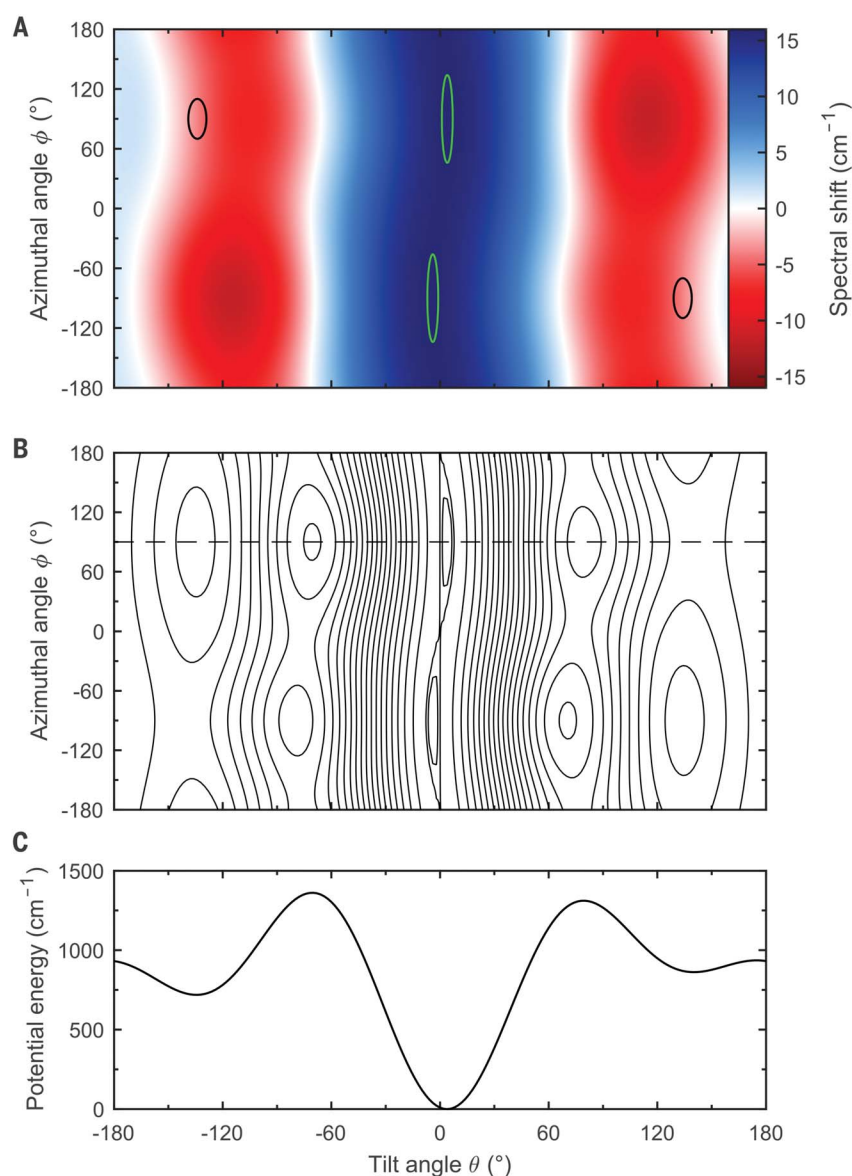 A
180
120
60
0
-60
-120
-180
Azimuthal angle ϕ (°)
15
10
5
0
-5
-10
-15
Spectral shift (cm⁻¹)
B
180
120
60
0
-60
-120
-180
Azimuthal angle ϕ (°)
C
1500
1000
500
0
Potential energy (cm⁻¹)
-180 -120 -60 0 60 120 180
Tilt angle θ (°)